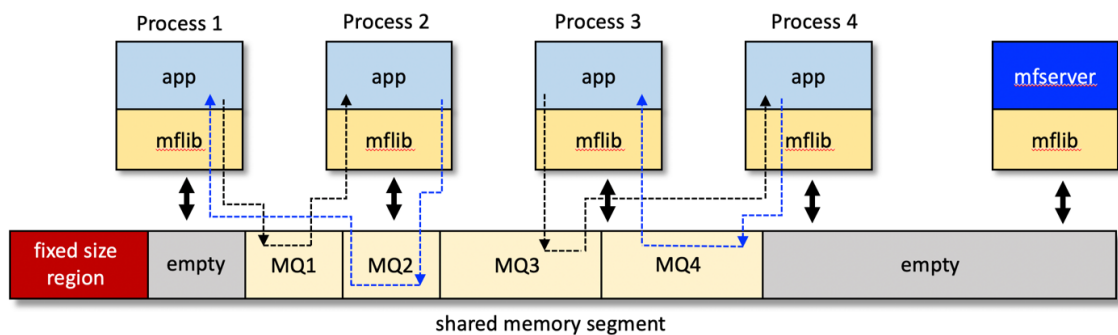 Process 1
Process 2
Process 3
Process 4
app
app
app
app
mfserver
mflib
mflib
mflib
mflib
mflib
fixed size
region
empty
MQ1
MQ2
MQ3
MQ4
empty
shared memory segment